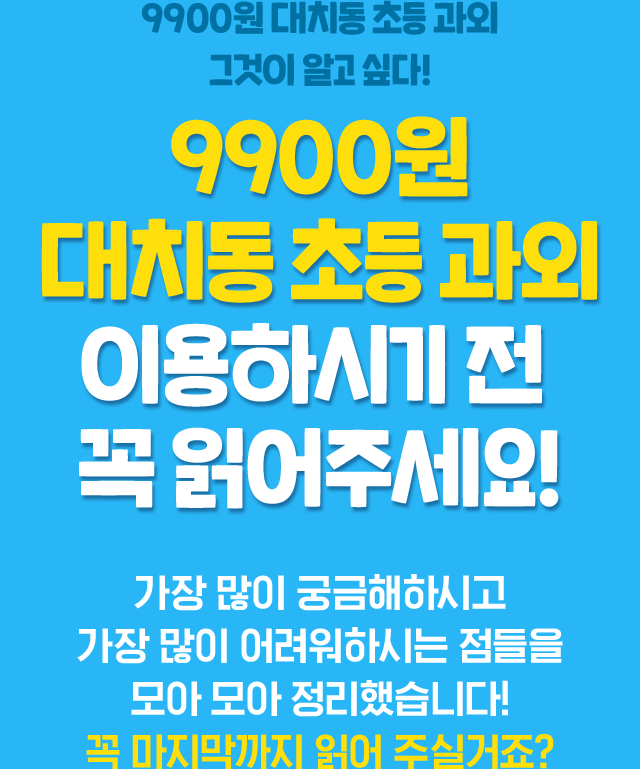 9900원 대치동 초등 과외
그것이 알고 싶다!
9900원
대치동 초등 과외
이용하시기 전
꼭 읽어주세요!
가장 많이 궁금해하시고
가장 많이 어려워하시는 점들을
모아 모아 정리했습니다!
꼭 마지막까지 읽어 주실거죠?